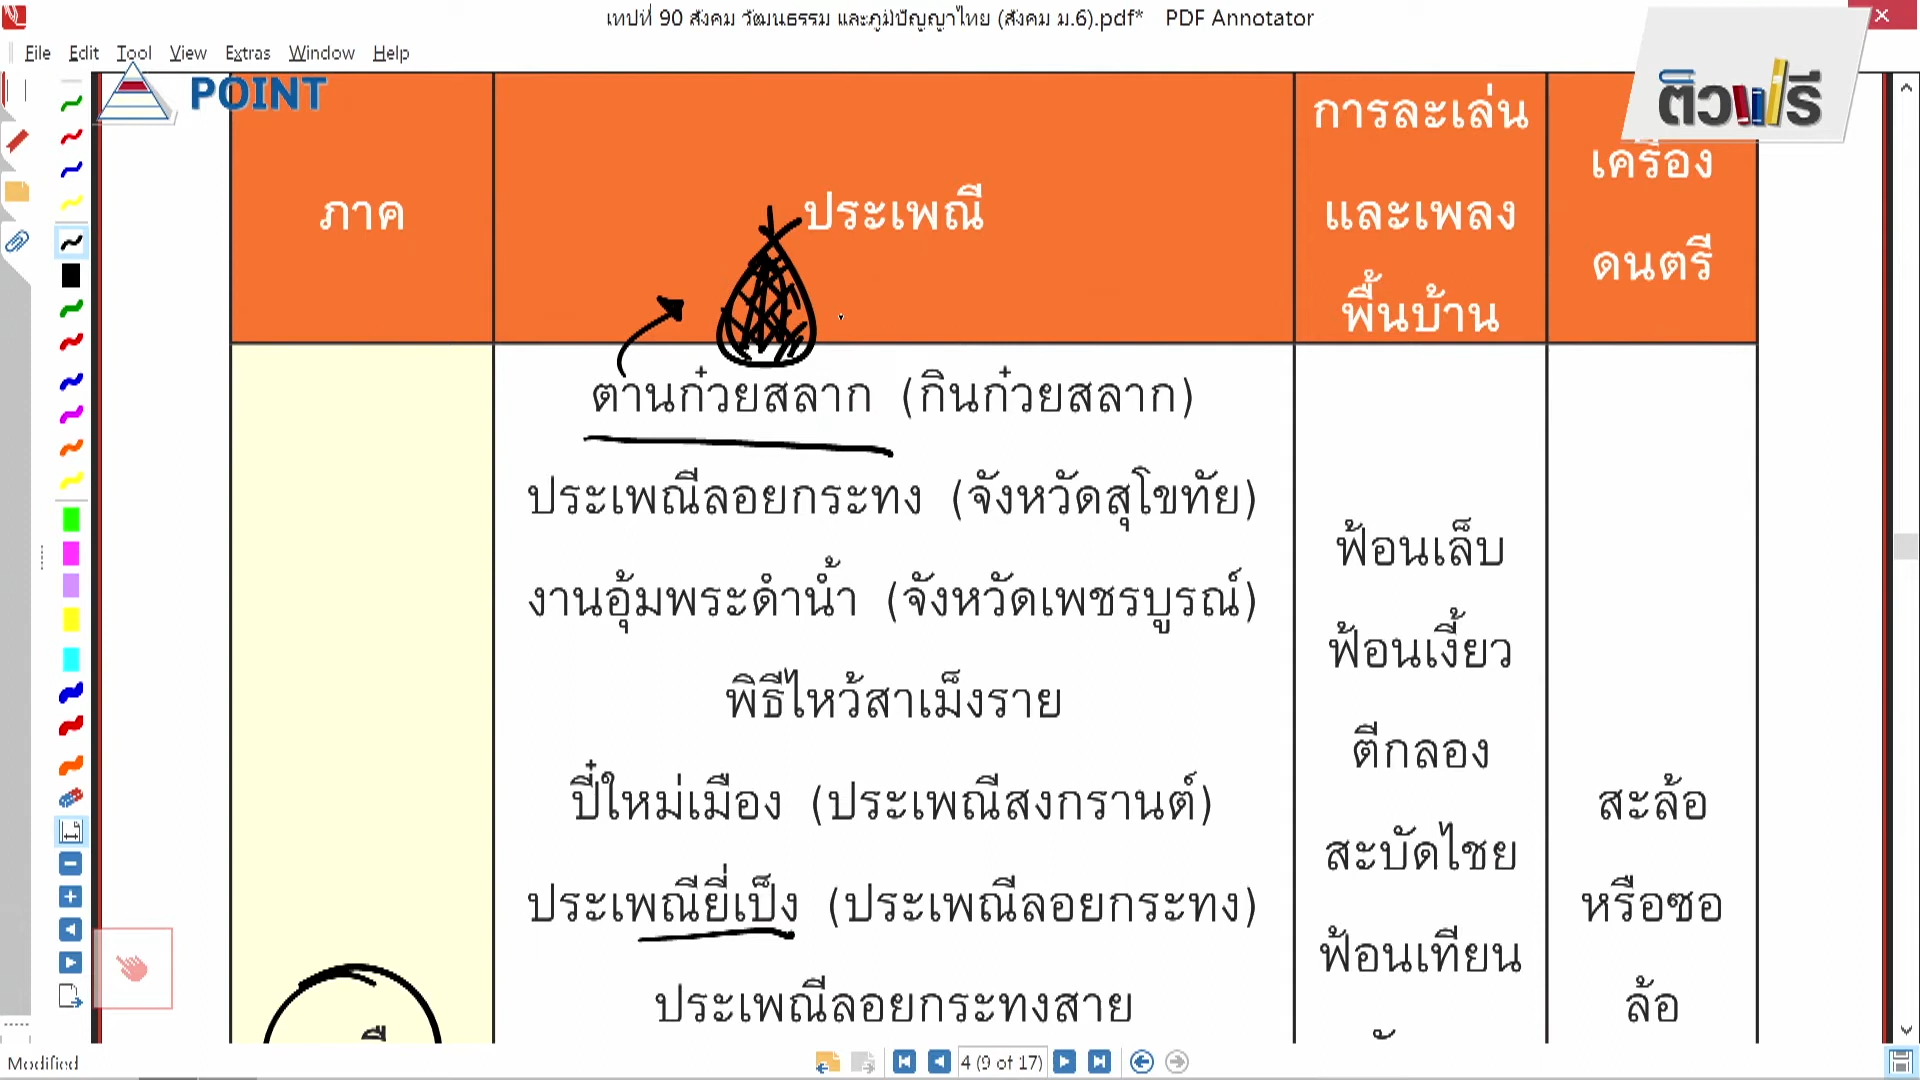 เทปที่ 90 สังคม วัฒนธรรม และภูมิปัญญาไทย (สังคม ม.6).pdf* PDF Annotator
File Edit Tool View Extras Window Help
POINT
ติวฟรี
ภาค
ประเพณี
การละเล่น
และเพลง
พื้นบ้าน
เครื่อง
ดนตรี
ตานก๋วยสลาก (กินก๋วยสลาก)
ประเพณีลอยกระทง (จังหวัดสุโขทัย)
งานอุ้มพระดำน้ำ (จังหวัดเพชรบูรณ์)
พิธีไหว้สาเม็งราย
ปี๋ใหม่เมือง (ประเพณีสงกรานต์)
ประเพณียี่เป็ง (ประเพณีลอยกระทง)
ประเพณีลอยกระทงสาย
ฟ้อนเล็บ
ฟ้อนเงี้ยว
ตีกลอง
สะบัดไชย
ฟ้อนเทียน
สะล้อ
หรือซอ
ล้อ
4 (9 of 17)
Modified